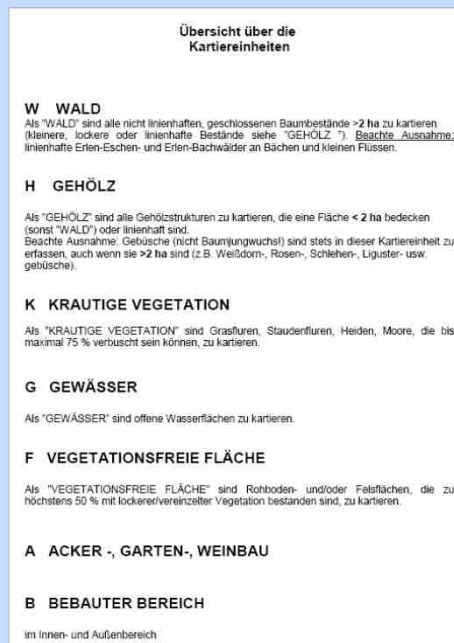 Übersicht über die
Kartiereinheiten
W WALD
Als "WALD" sind alle nicht linienhaften, geschlossenen Baumbestände >2 ha zu kartieren
(kleinere, lockere oder linienhafte Bestände siehe "GEHÖLZ "). Beachte Ausnahme:
linienhafte Erlen-Eschen- und Erlen-Bachwälder an Bächen und kleinen Flüssen.
H GEHÖLZ
Als "GEHÖLZ" sind alle Gehölzstrukturen zu kartieren, die eine Fläche < 2 ha bedecken
(sonst "WALD") oder linienhaft sind.
Beachte Ausnahme: Gebüsche (nicht Baumjungwuchs!) sind stets in dieser Kartiereinheit zu
erfassen, auch wenn sie >2 ha sind (z.B. Weißdorn-, Rosen-, Schlehen-, Liguster- usw.
gebüsche).
K KRAUTIGE VEGETATION
Als "KRAUTIGE VEGETATION" sind Grasfluren, Staudenfluren, Heiden, Moore, die bis
maximal 75 % verbuscht sein können, zu kartieren.
G GEWÄSSER
Als "GEWÄSSER" sind offene Wasserflächen zu kartieren.
F VEGETATIONSFREIE FLÄCHE
Als "VEGETATIONSFREIE FLÄCHE" sind Rohboden- und/oder Felsflächen, die zu
höchstens 50 % mit lockerer/vereinzelter Vegetation bestanden sind, zu kartieren.
A ACKER -, GARTEN-, WEINBAU
B BEBAUTER BEREICH
im Innen- und Außenbereich